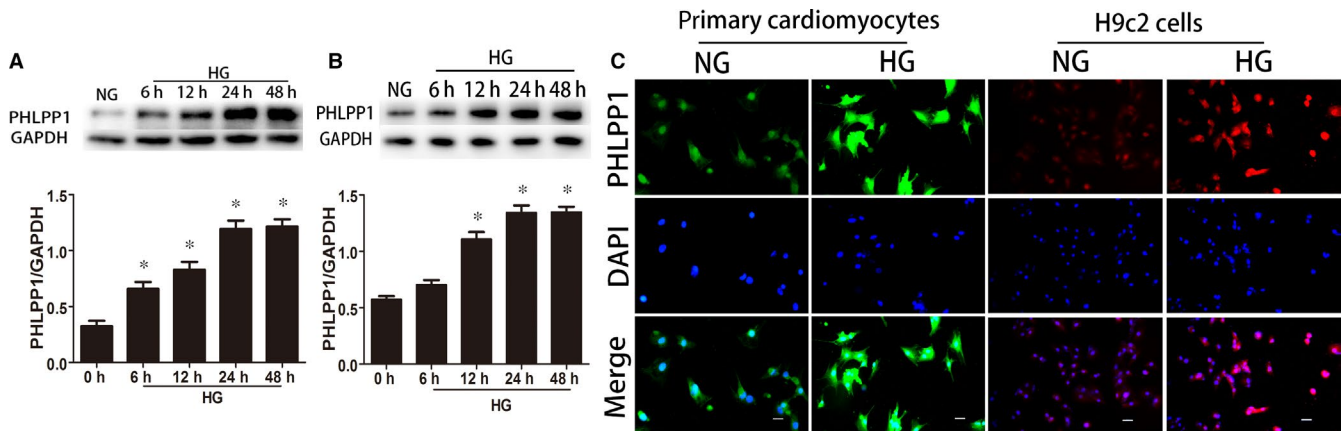 A
HG
NG 6 h 12 h 24 h 48 h
PHLPP1
GAPDH
PHLPP1/GAPDH
1.5
1.0
0.5
0.0
* * * *
0 h 6 h 12 h 24 h 48 h
HG
B
HG
NG 6 h 12 h 24 h 48 h
PHLPP1
GAPDH
PHLPP1/GAPDH
1.5
1.0
0.5
0.0
* * *
0 h 6 h 12 h 24 h 48 h
HG
C
Primary cardiomyocytes H9c2 cells
NG HG NG HG
PHLPP1
DAPI
Merge